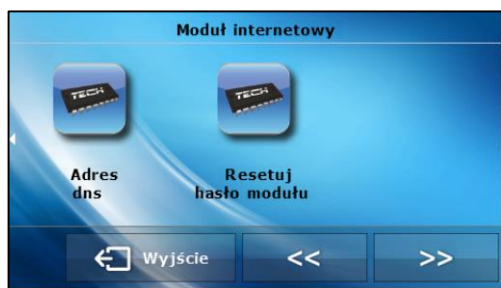 Moduł internetowy
TECH
TECH
Adres
dns
Resetuj
hasło modułu
Wyjście
<<
>>